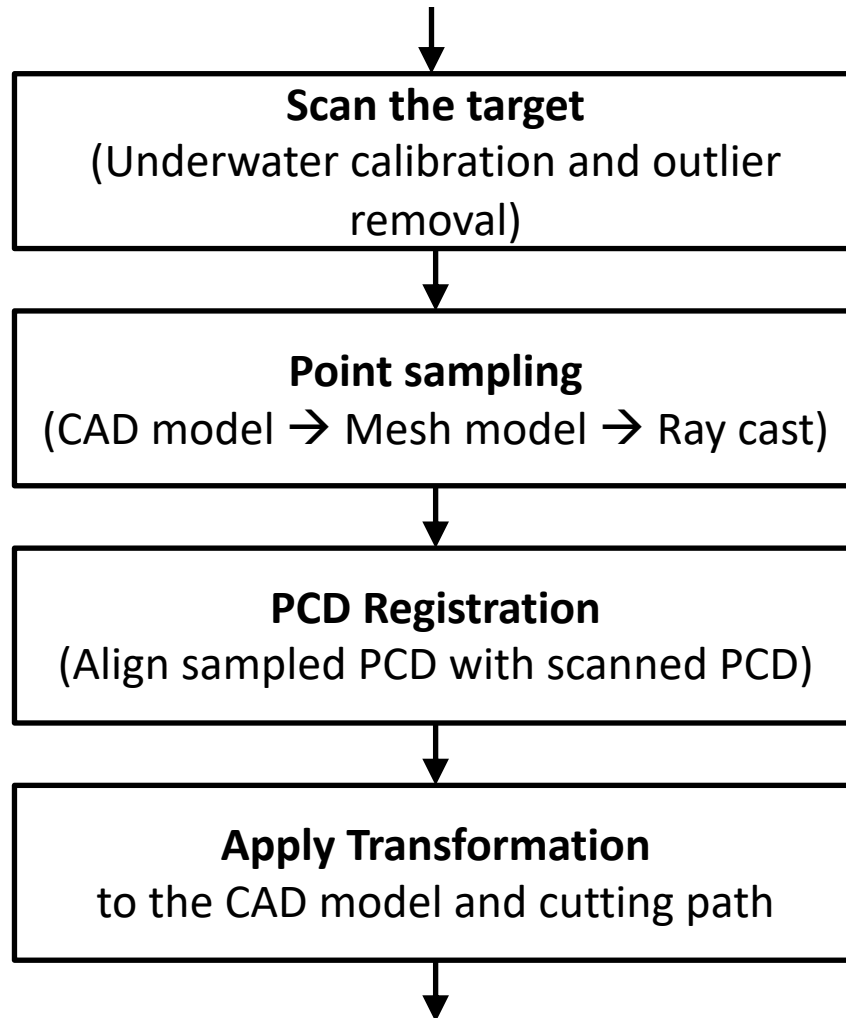 Scan the target
(Underwater calibration and outlier
removal)
Point sampling
(CAD model → Mesh model → Ray cast)
PCD Registration
(Align sampled PCD with scanned PCD)
Apply Transformation
to the CAD model and cutting path